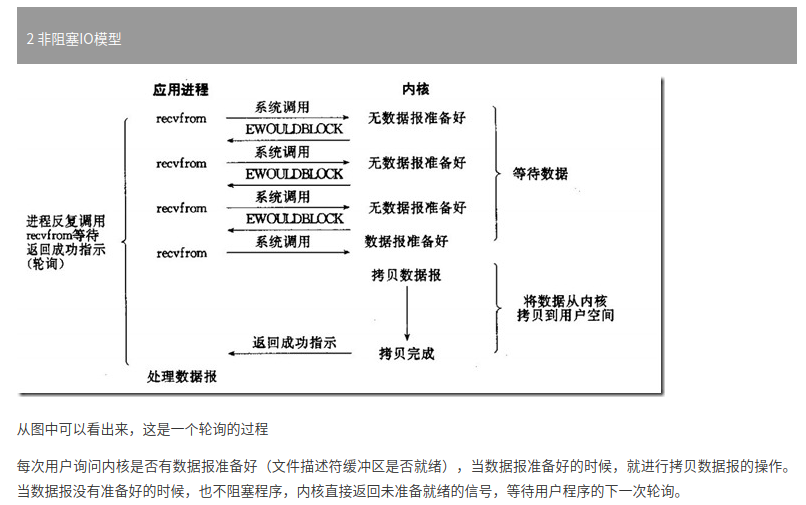 2 非阻塞IO模型
应用进程 内核
recvfrom 系统调用 无数据报准备好
EWOULDBLOCK
recvfrom 系统调用 无数据报准备好
EWOULDBLOCK
等待数据
recvfrom 系统调用 无数据报准备好
EWOULDBLOCK
进程反复调用
recvfrom等待
返回成功指示
(轮询)
recvfrom 系统调用 数据报准备好
拷贝数据报
将数据从内核
拷贝到用户空间
返回成功指示 拷贝完成
处理数据报
从图中可以看出来，这是一个轮询的过程
每次用户询问内核是否有数据报准备好（文件描述符缓冲区是否就绪），当数据报准备好的时候，就进行拷贝数据报的操作。
当数据报没有准备好的时候，也不阻塞程序，内核直接返回未准备就绪的信号，等待用户程序的下一次轮询。